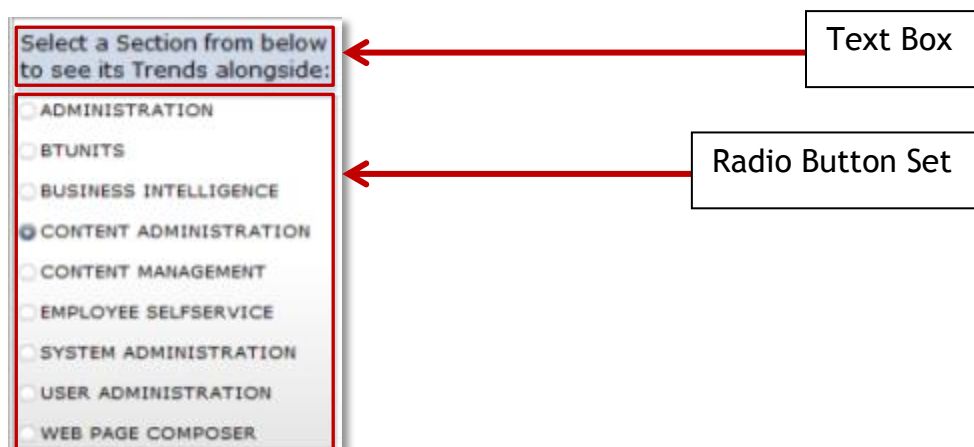 Select a Section from below
to see its Trends alongside:
Text Box
ADMINISTRATION
BTUNITS
Radio Button Set
BUSINESS INTELLIGENCE
CONTENT ADMINISTRATION
CONTENT MANAGEMENT
EMPLOYEE SELFSERVICE
SYSTEM ADMINISTRATION
USER ADMINISTRATION
WEB PAGE COMPOSER